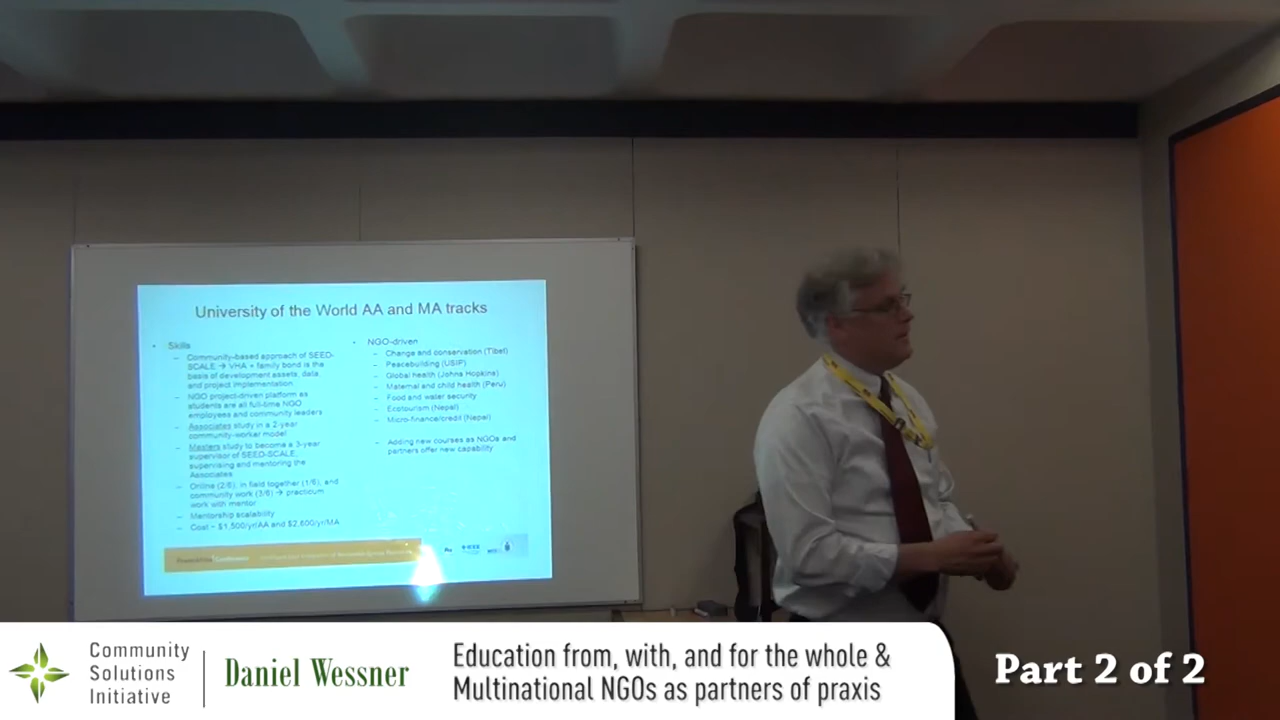 University of the World AA and MA tracks
Skills
– Community-based approach of SEED-
SCALE → VHA + family bond is the
basis of development assets, data
and project implementation
– NGO project-driven platform as
students are all full-time NGO
employees and community leaders
– Associates study in a 2-year
community-worker model
– Masters study to become a 3-year
supervisor of SEED-SCALE,
supervising and mentoring the
Associates
– Online (2/6), in field together (1/6), and
community work (3/6) → practicum
work with mentor
– Mentorship scalability
– Cost ~ $1,500/yr/AA and $2,600/yr/MA
• NGO-driven
– Change and conservation (Tibet)
– Peacebuilding (USIP)
– Global health (Johns Hopkins)
– Maternal and child health (Peru)
– Food and water security
– Ecotourism (Nepal)
– Micro-finance/credit (Nepal)
– Adding new courses as NGOs and
partners offer new capability
IEEE
Community
Solutions
Initiative
Daniel Wessner
Education from, with, and for the whole &
Multinational NGOs as partners of praxis
Part 2 of 2